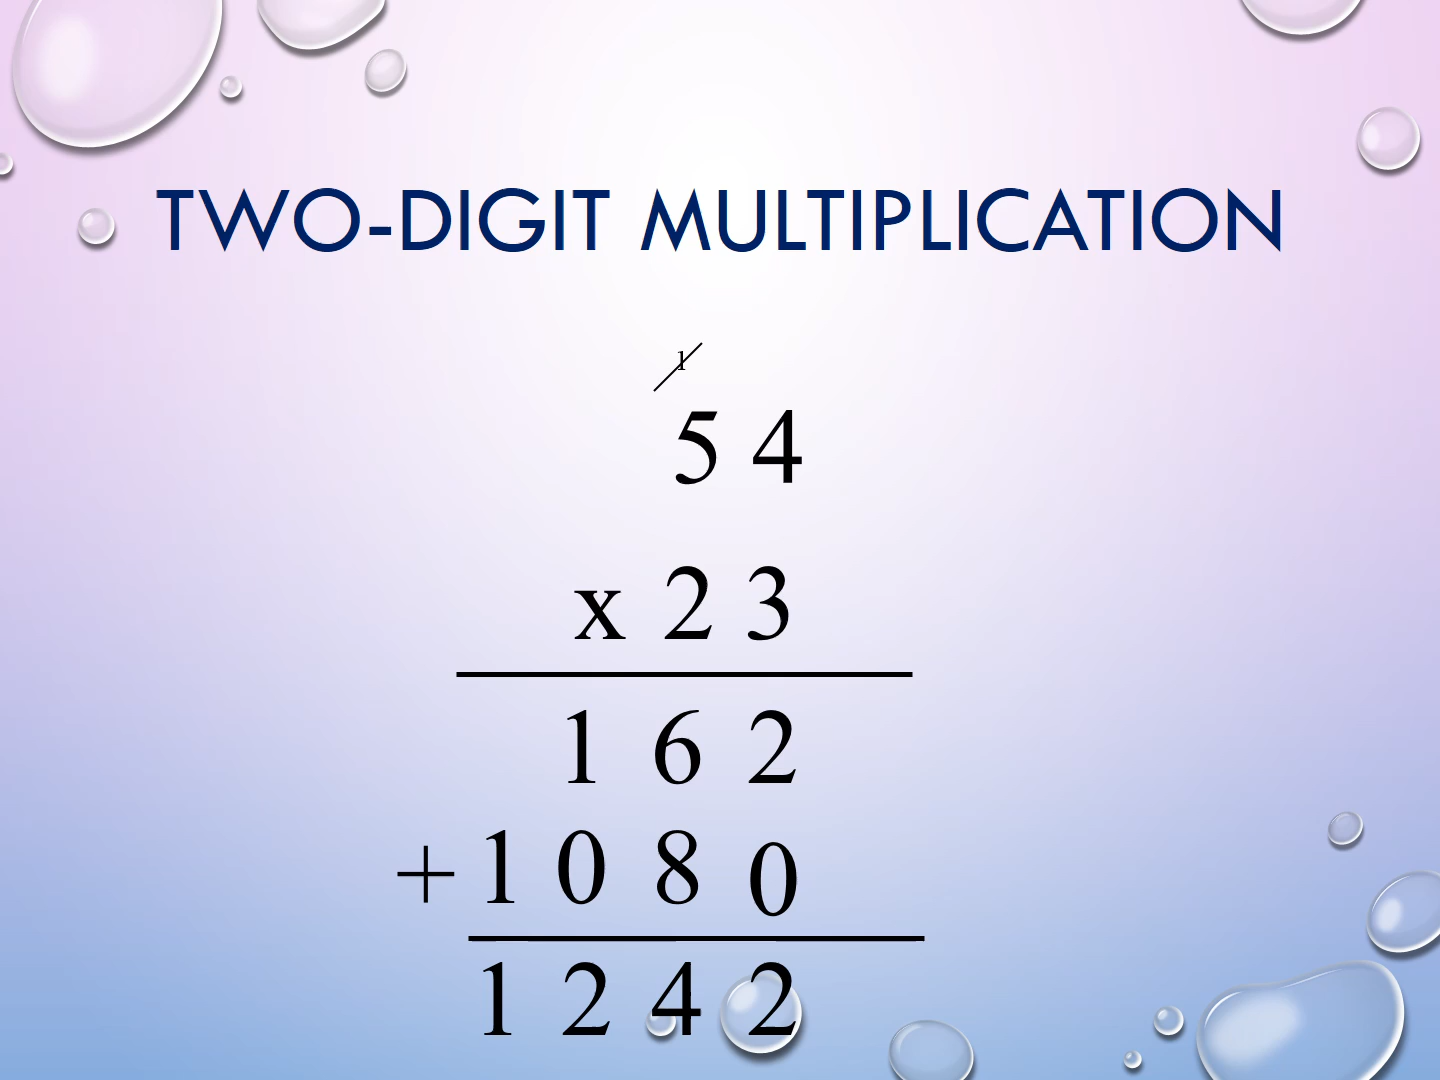 TWO-DIGIT MULTIPLICATION
1
5 4
x 2 3
1 6 2
+ 1 0 8 0
1 2 4 2